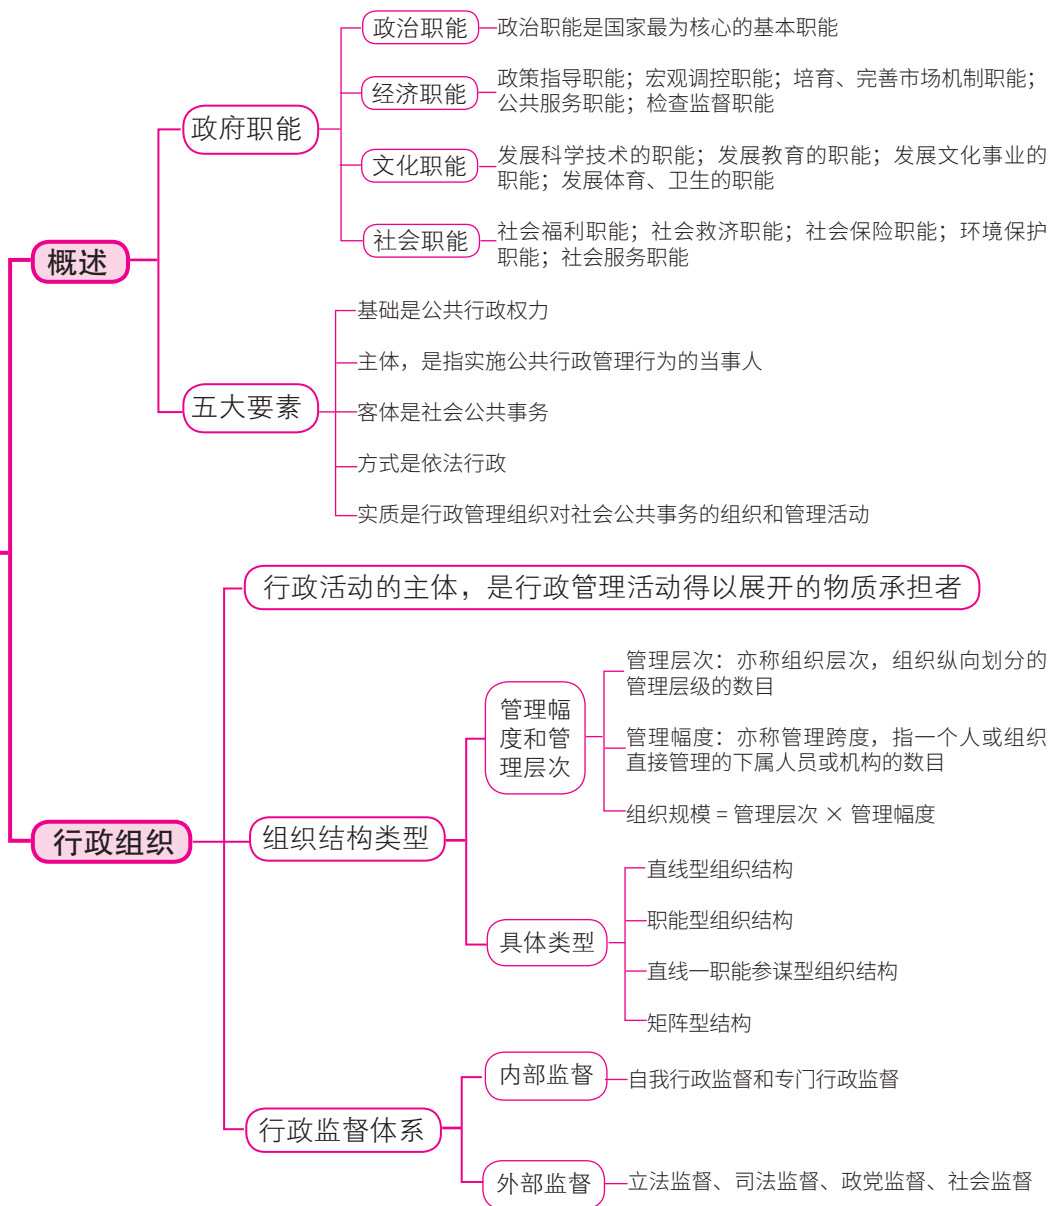 概述
政府职能
政治职能
政治职能是国家最为核心的基本职能
经济职能
政策指导职能；宏观调控职能；培育、完善市场机制职能；
公共服务职能；检查监督职能
文化职能
发展科学技术的职能；发展教育的职能；发展文化事业的
职能；发展体育、卫生的职能
社会职能
社会福利职能；社会救济职能；社会保险职能；环境保护
职能；社会服务职能
五大要素
基础是公共行政权力
主体，是指实施公共行政管理行为的当事人
客体是社会公共事务
方式是依法行政
实质是行政管理组织对社会公共事务的组织和管理活动
行政组织
行政活动的主体，是行政管理活动得以展开的物质承担者
组织结构类型
管理幅
度和管
理层次
管理层次：亦称组织层次，组织纵向划分的
管理层级的数目
管理幅度：亦称管理跨度，指一个人或组织
直接管理的下属人员或机构的数目
组织规模 = 管理层次 × 管理幅度
具体类型
直线型组织结构
职能型组织结构
直线一职能参谋型组织结构
矩阵型结构
行政监督体系
内部监督
自我行政监督和专门行政监督
外部监督
立法监督、司法监督、政党监督、社会监督